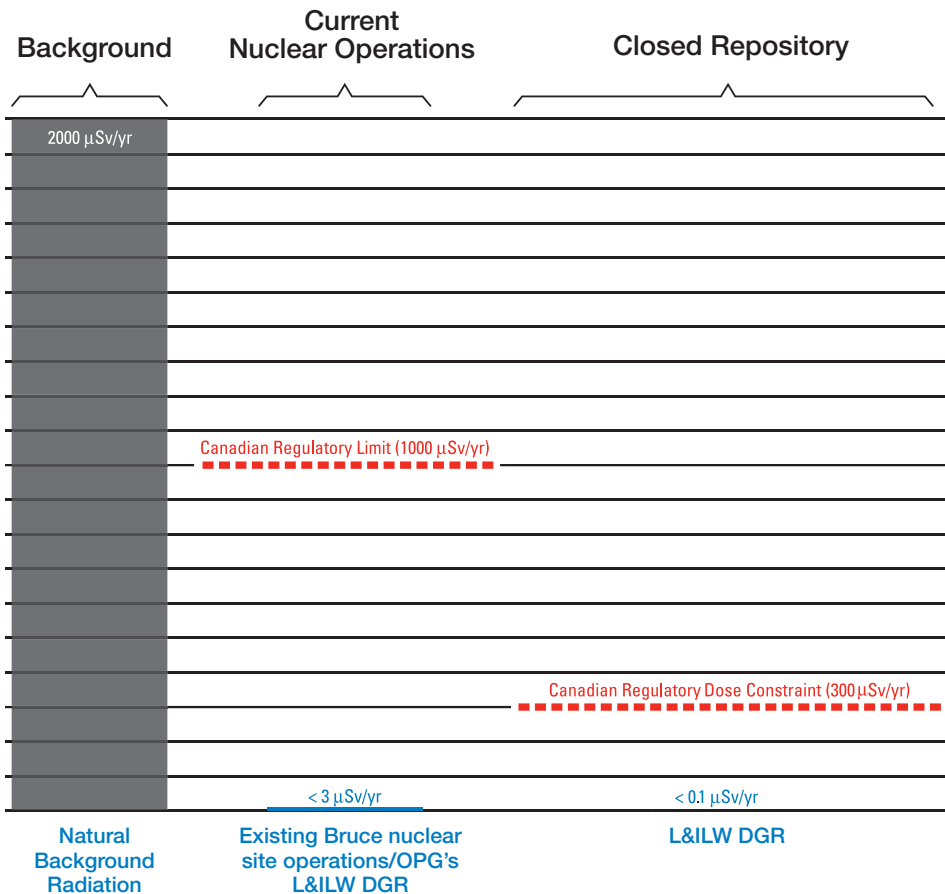 Background
Current
Nuclear Operations
Closed Repository
2000 μSv/yr
Canadian Regulatory Limit (1000 μSv/yr)
Canadian Regulatory Dose Constraint (300μSv/yr)
< 3 μSv/yr
< 0.1 μSv/yr
Natural
Background
Radiation
Existing Bruce nuclear
site operations/OPG's
L&ILW DGR
L&ILW DGR